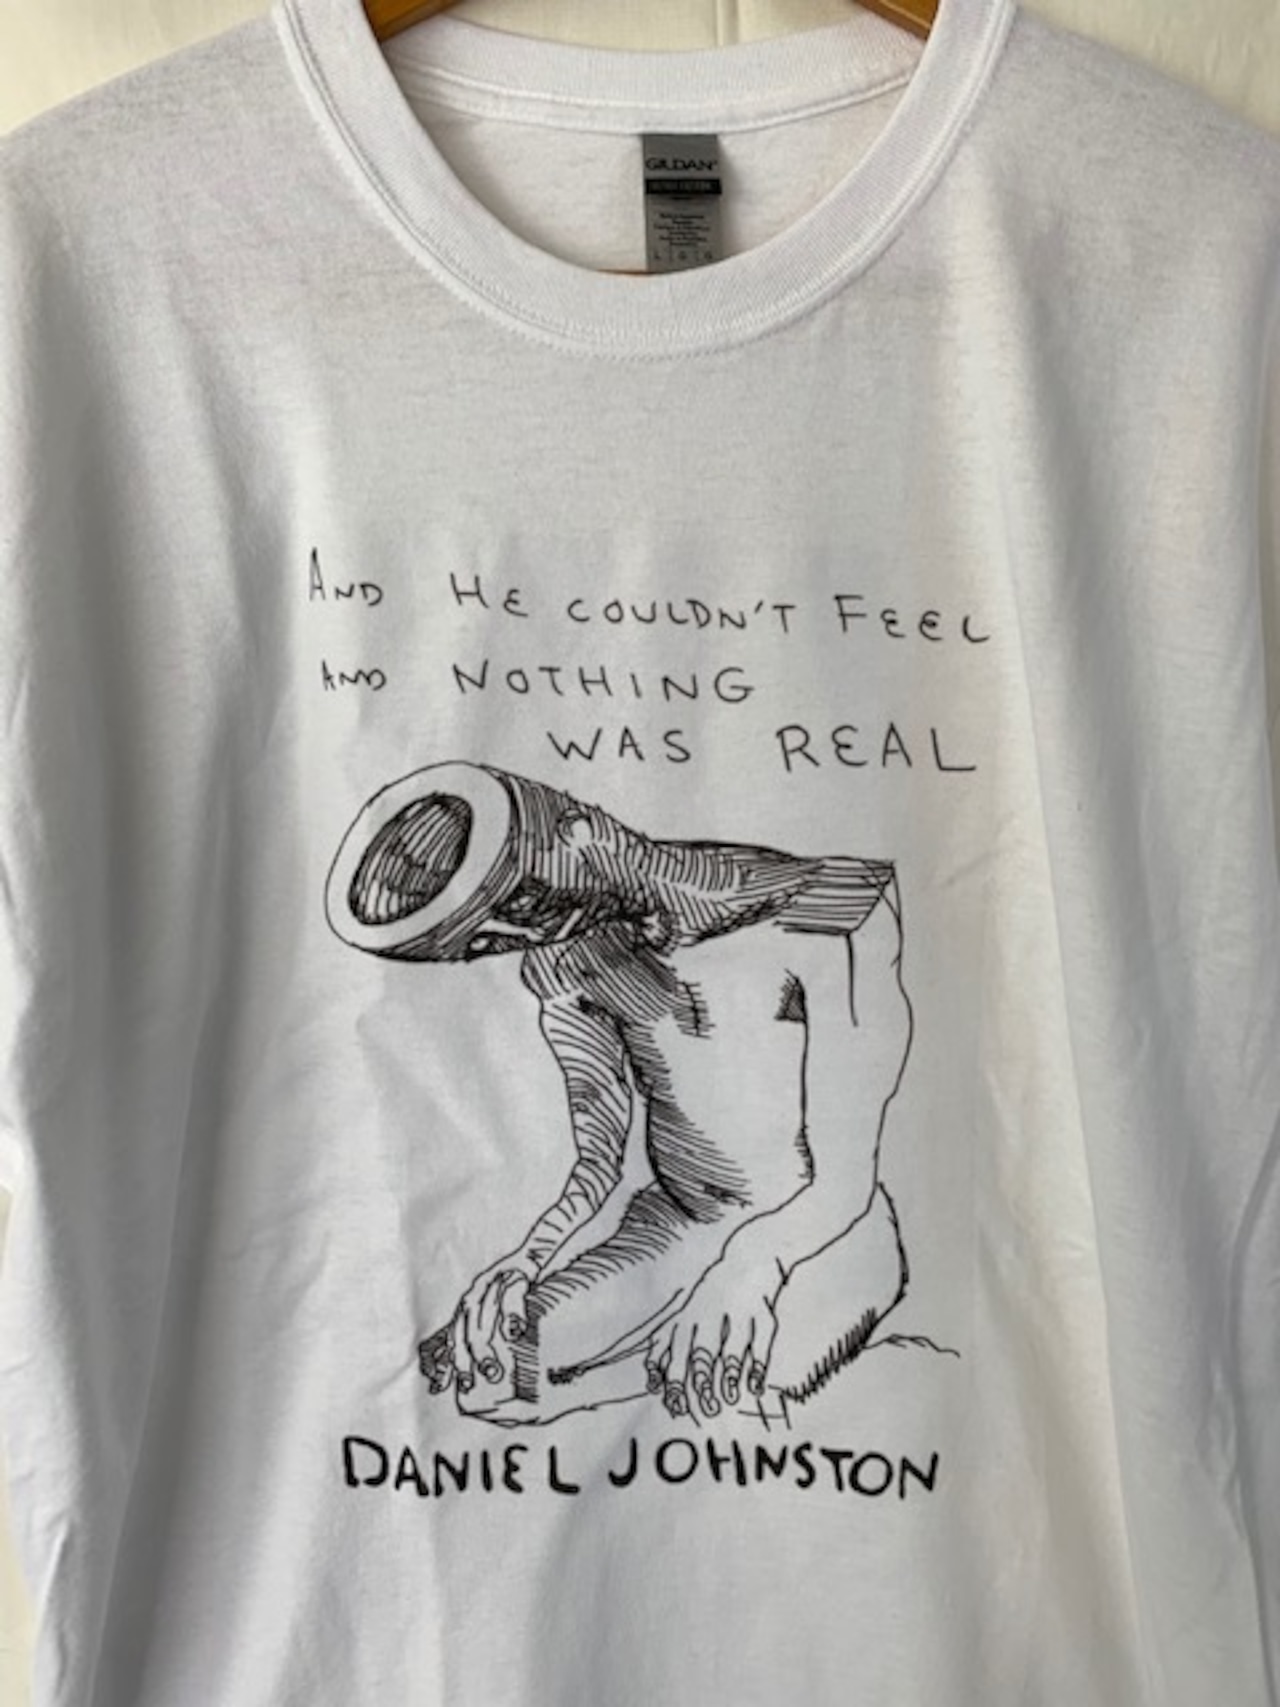 GILDAN
AND HE COULDN'T FEEL
AND NOTHING
WAS REAL
DANIEL JOHNSTON